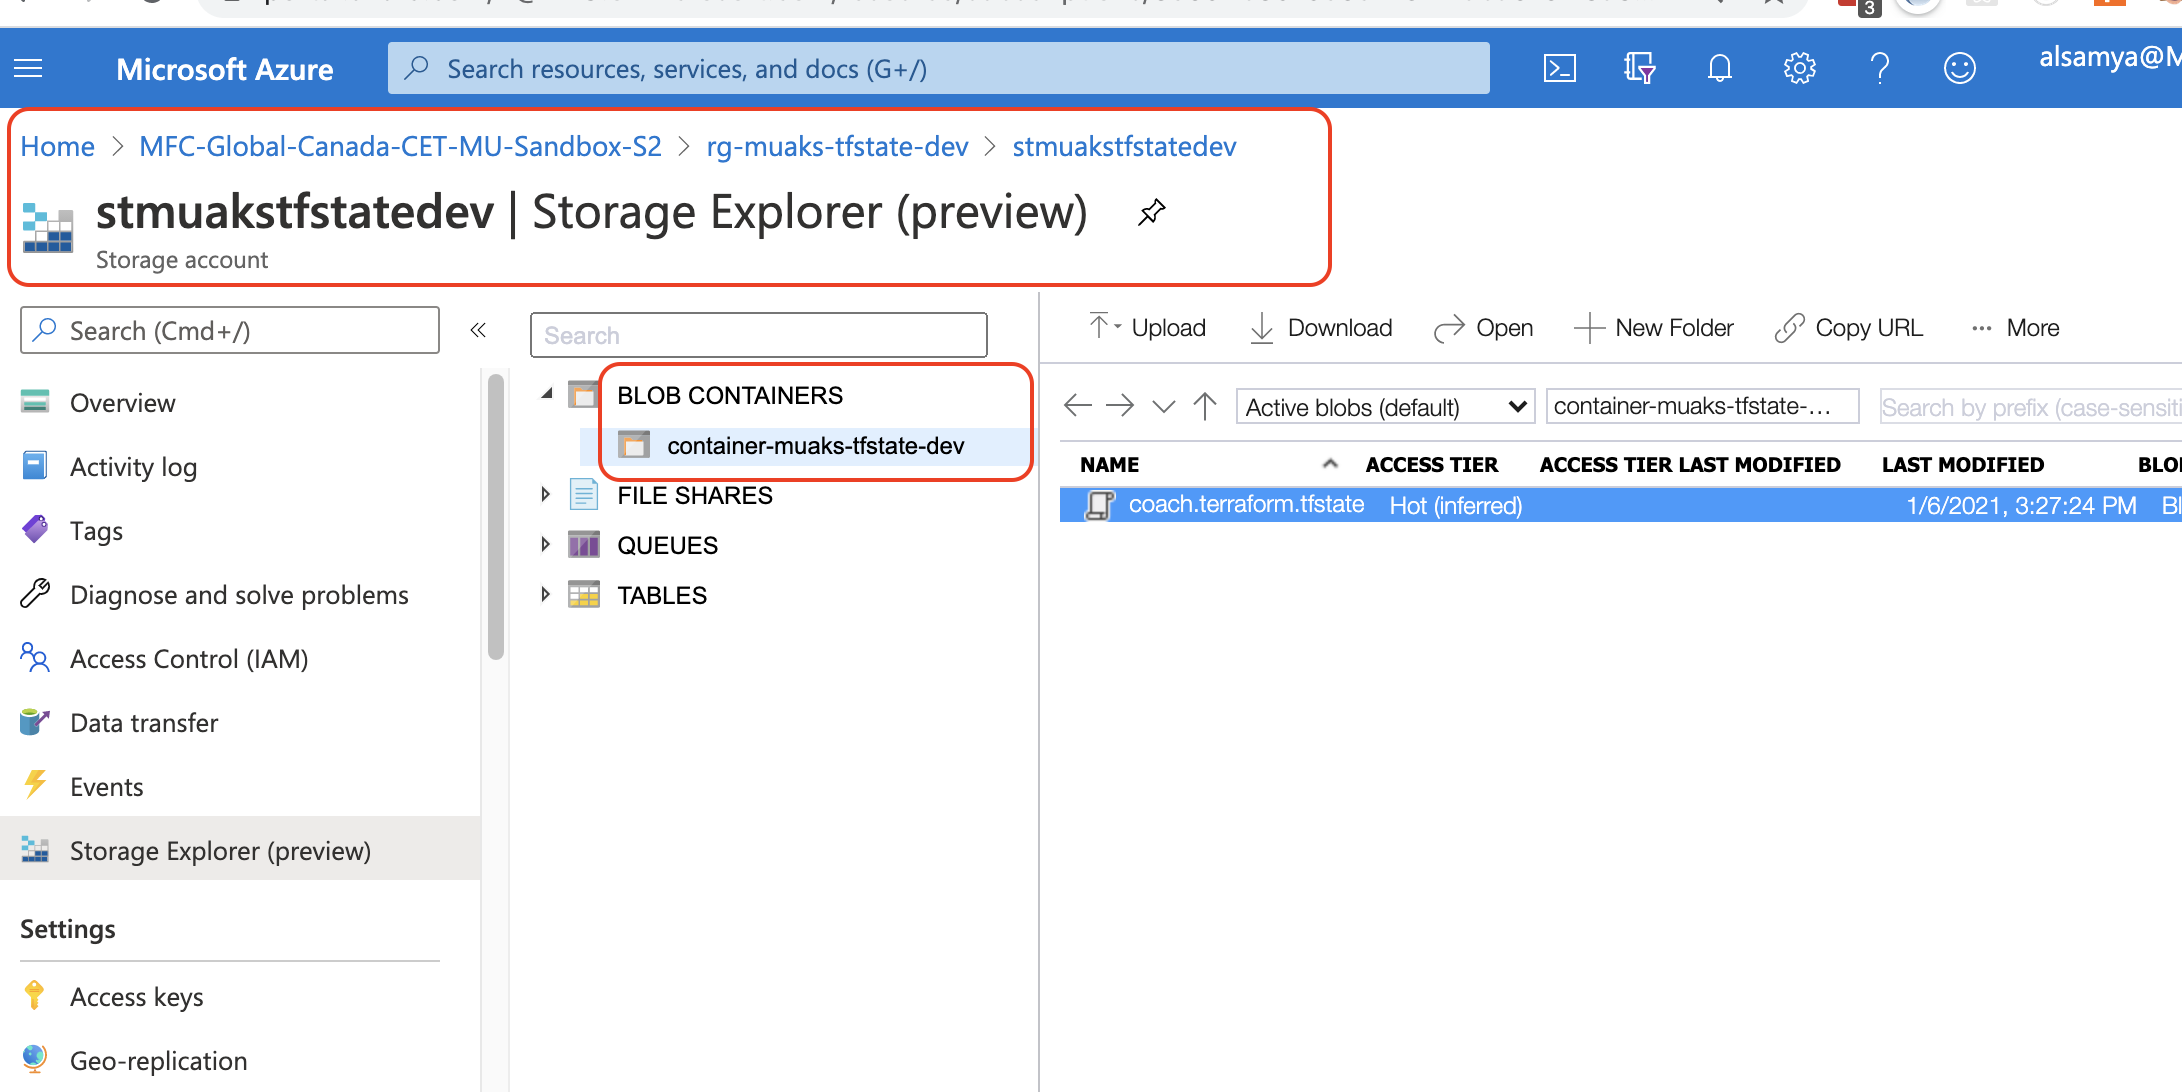 3
Microsoft Azure
Search resources, services, and docs (G+/)
Home > MFC-Global-Canada-CET-MU-Sandbox-S2 > rg-muaks-tfstate-dev > stmuakstfstatedev
stmuakstfstatedev | Storage Explorer (preview)
Storage account
Search (Cmd+/)
«
Overview
Activity log
Tags
Diagnose and solve problems
Access Control (IAM)
Data transfer
Events
Storage Explorer (preview)
Settings
Access keys
Geo-replication
Search
BLOB CONTAINERS
container-muaks-tfstate-dev
FILE SHARES
QUEUES
TABLES
Upload Download Open New Folder Copy URL ... More
Active blobs (default) container-muaks-tfstate-... Search by prefix (case-sensiti
NAME ACCESS TIER ACCESS TIER LAST MODIFIED LAST MODIFIED
coach.terraform.tfstate Hot (inferred) 1/6/2021, 3:27:24 PM